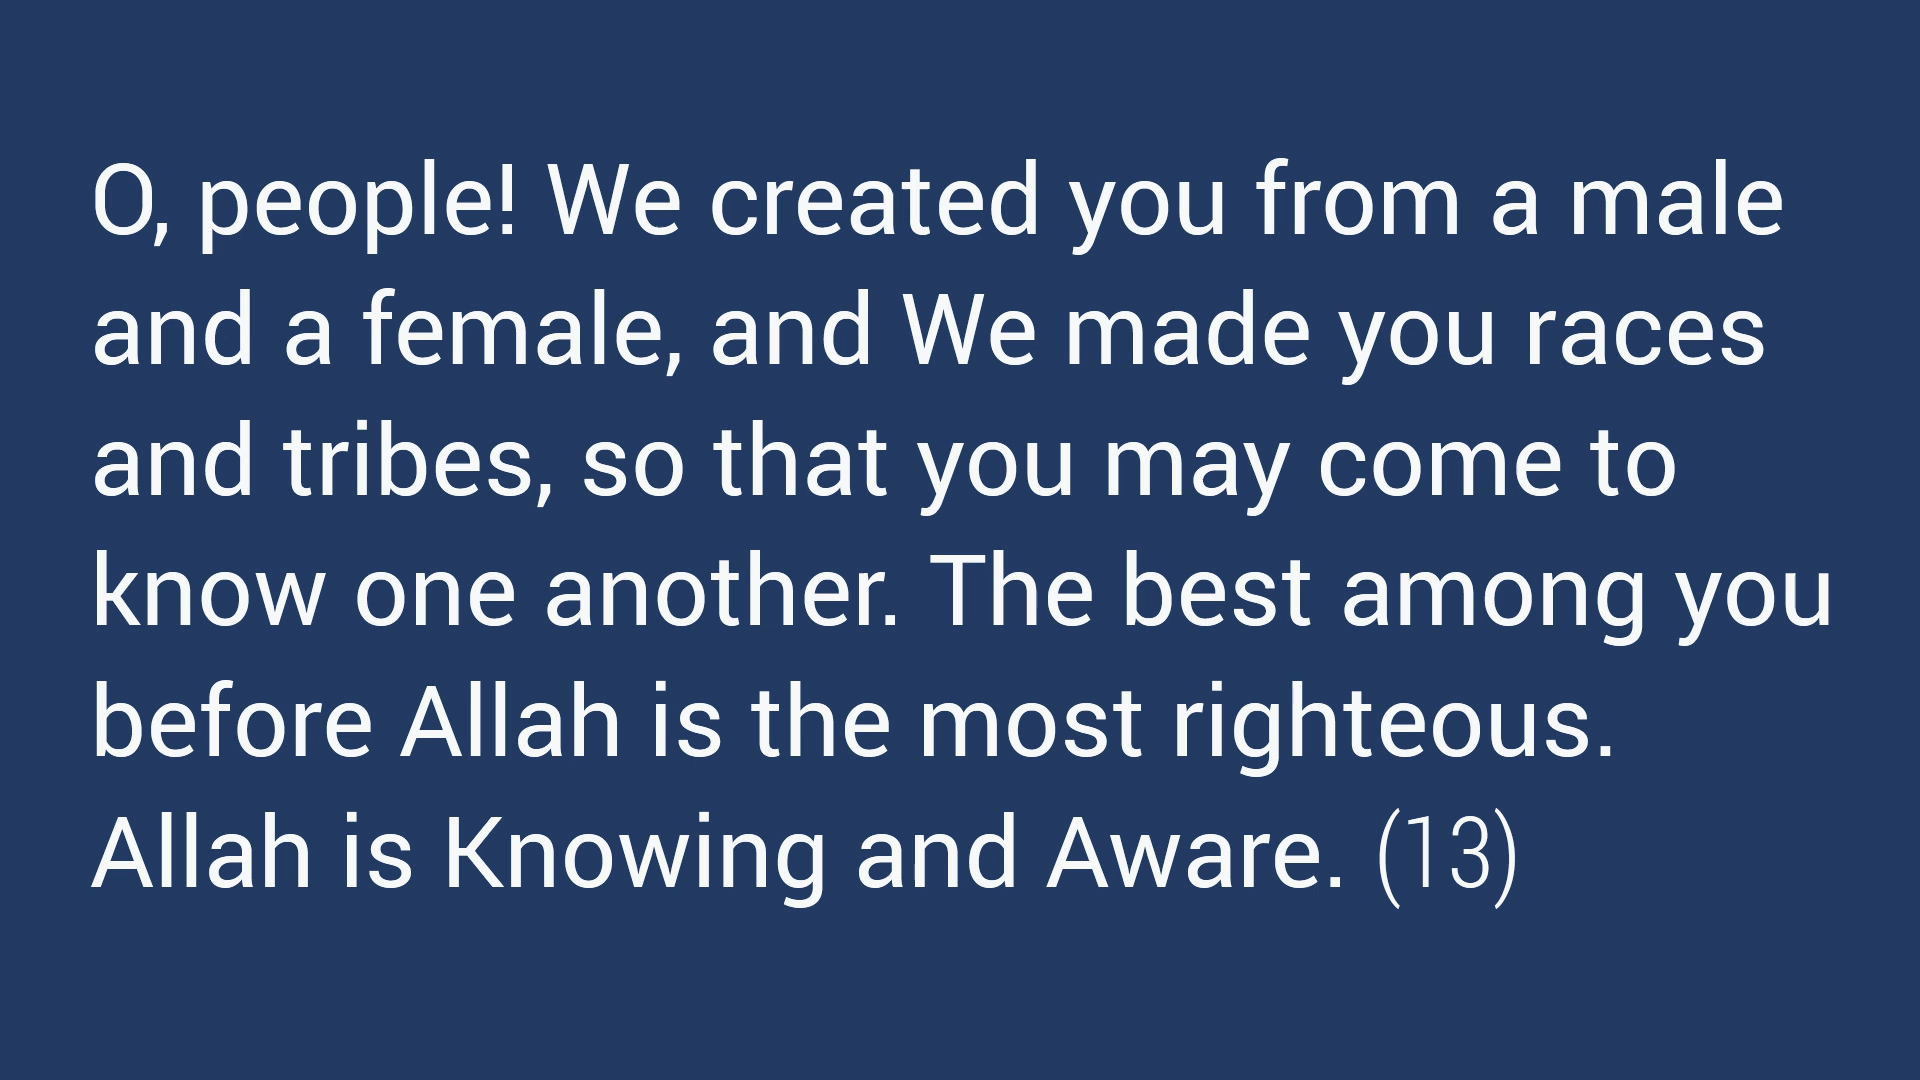 O, people! We created you from a male
and a female, and We made you races
and tribes, so that you may come to
know one another. The best among you
before Allah is the most righteous.
Allah is Knowing and Aware. (13)